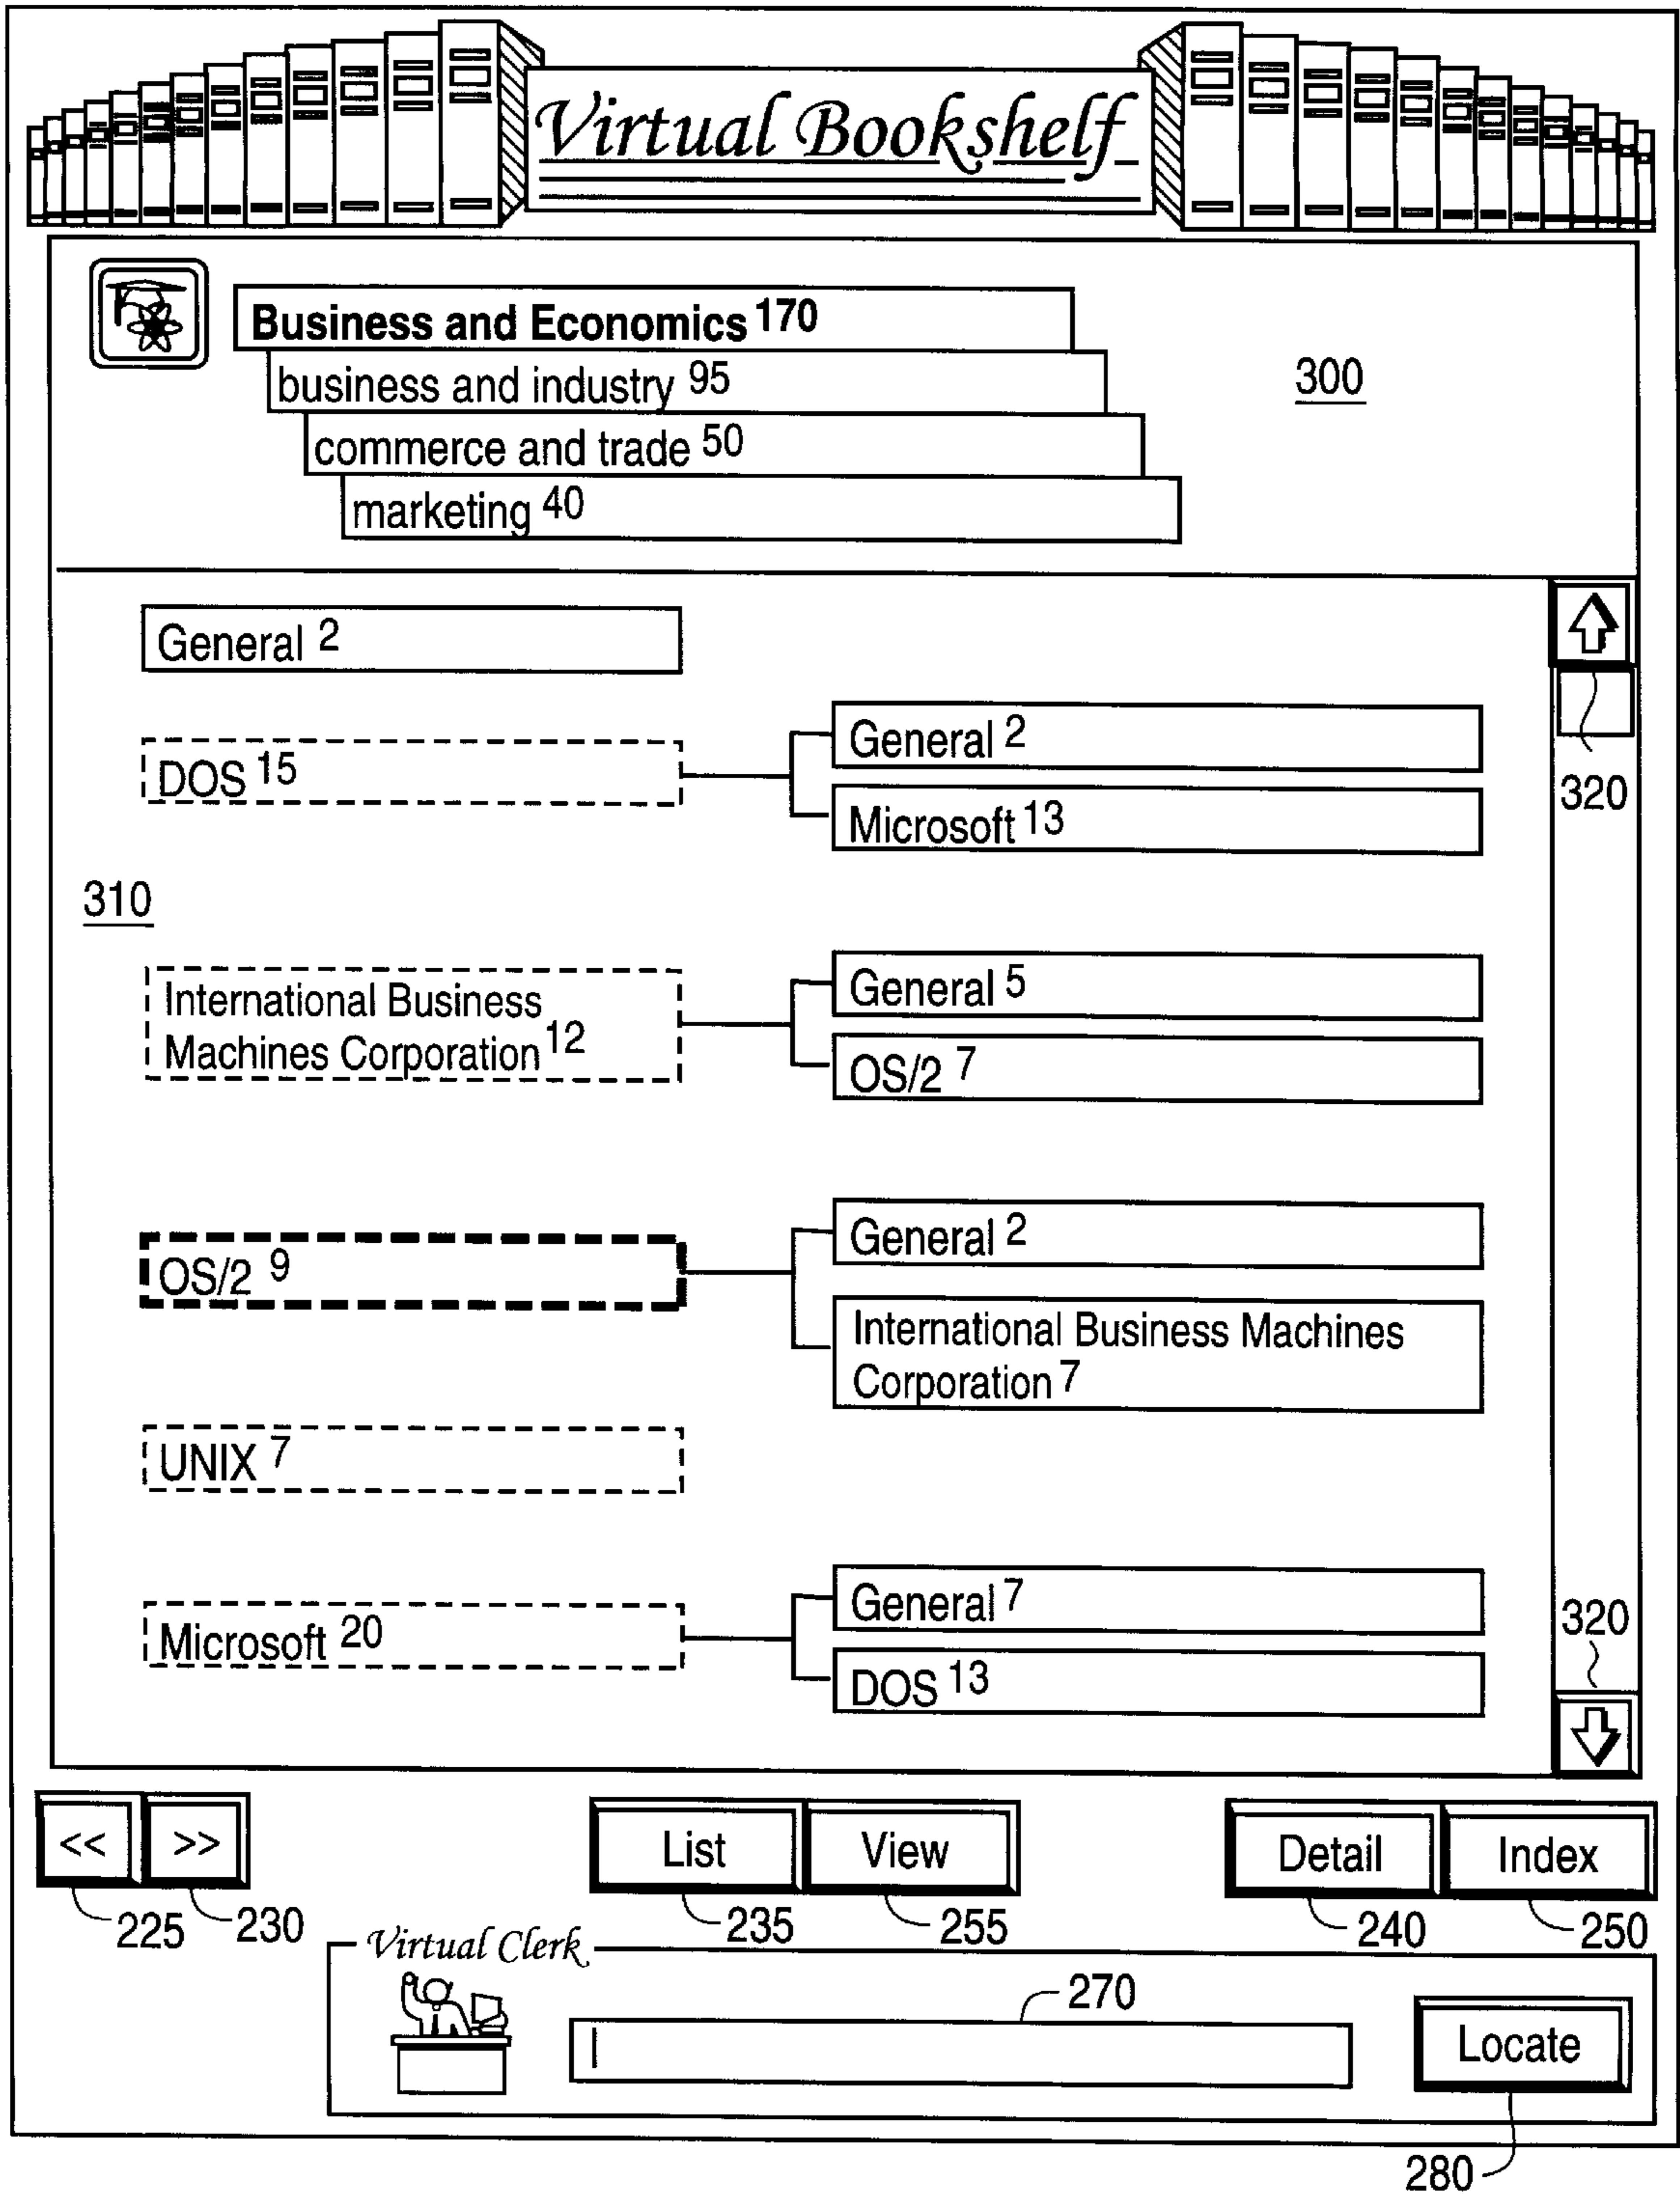 Virtual Bookshelf
Business and Economics 170
business and industry 95
300
commerce and trade 50
marketing 40
General 2
General 2
DOS 15
Microsoft 13
320
310
General 5
International Business
Machines Corporation 12
OS/2 7
General 2
OS/2 9
International Business Machines
Corporation 7
UNIX 7
General 7
Microsoft 20
DOS 13
320
<< >> List View Detail Index
225 230 235 255 240 250
Virtual Clerk
270
Locate
280